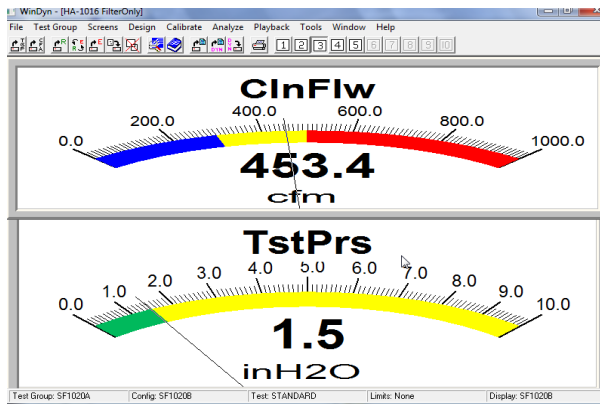 WinDyn - [HA-1016 FilterOnly]
File Test Group Screens Design Calibrate Analyze Playback Tools Window Help
1 2 3 4 5 6 7 8 9 10
ClnFlw
0.0 200.0 400.0 600.0 800.0 1000.0
453.4
cfm
TstPrs
0.0 1.0 2.0 3.0 4.0 5.0 6.0 7.0 8.0 9.0 10.0
1.5
inH2O
Test Group: SF1020A Config: SF1020B Test: STANDARD Limits: None Display: SF1020B